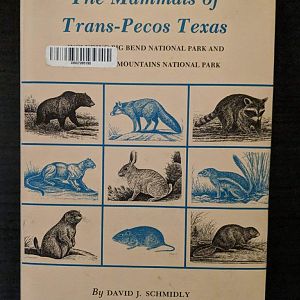 The Mammals of
Trans-Pecos Texas
BIG BEND NATIONAL PARK AND
MOUNTAINS NATIONAL PARK
By DAVID J. SCHMIDLY